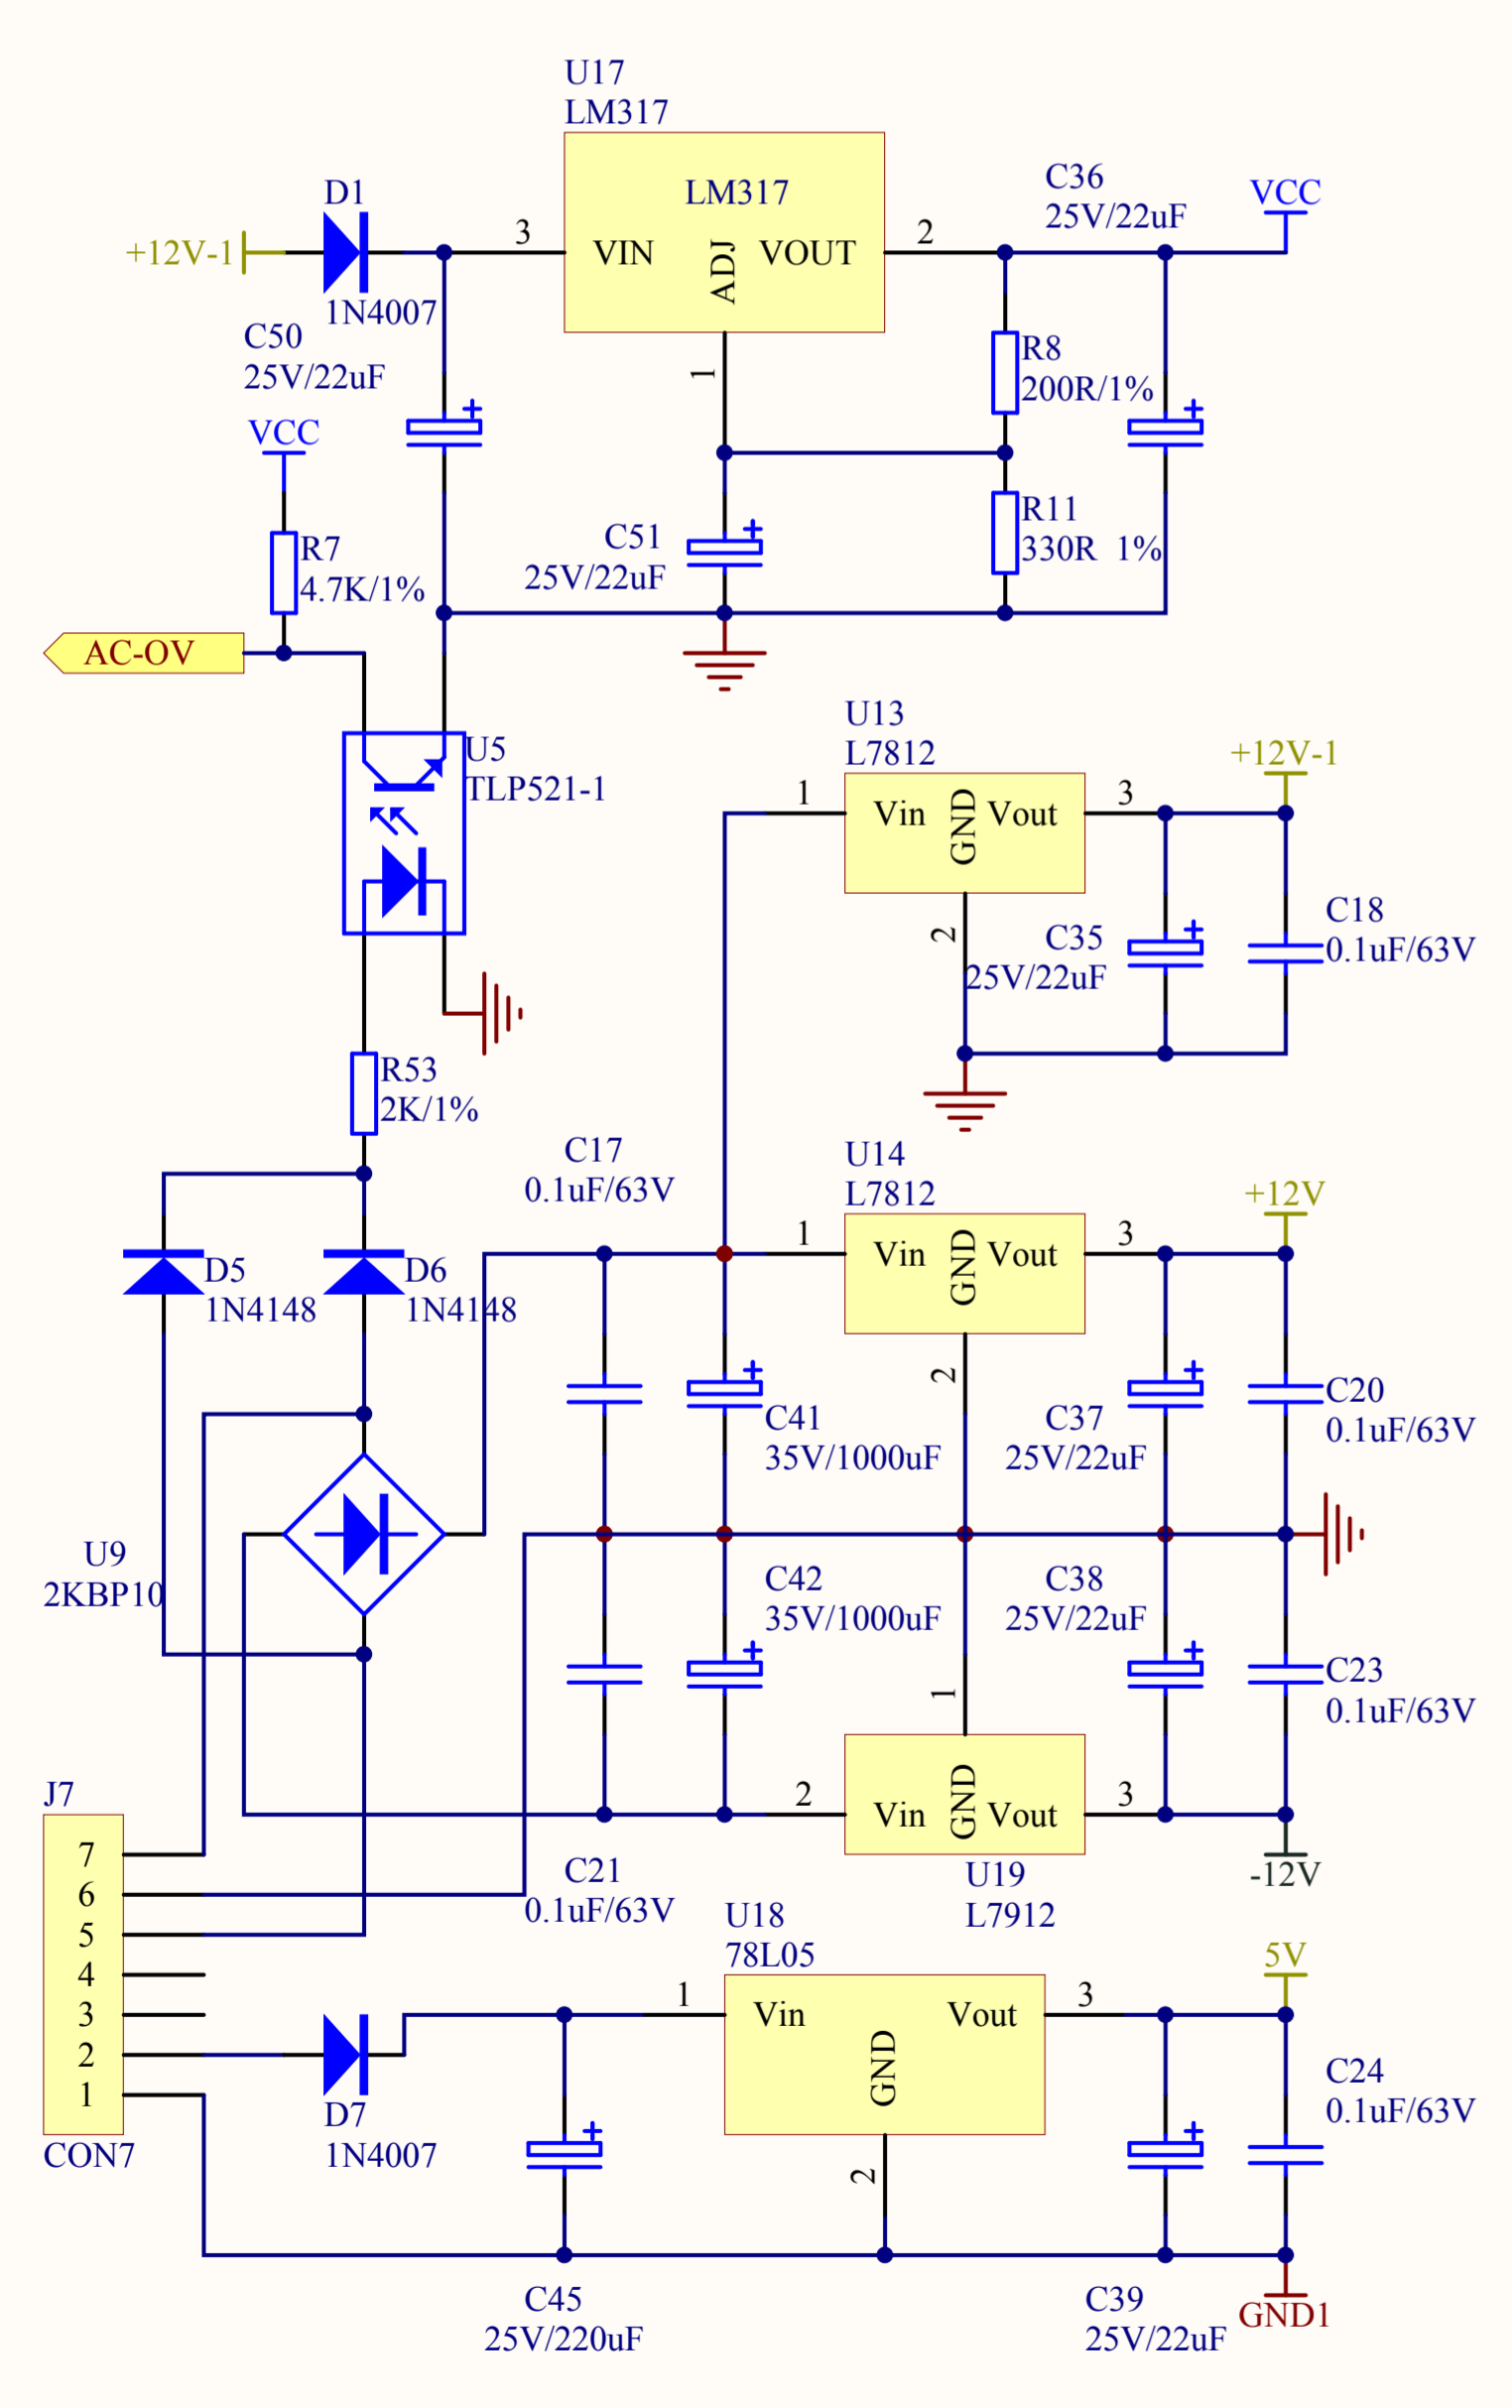 U17
LM317
LM317
VIN
ADJ
VOUT
3
2
1
D1
1N4007
+12V-1
C36
25V/22uF
VCC
C50
25V/22uF
VCC
R8
200R/1%
R7
4.7K/1%
C51
25V/22uF
R11
330R 1%
AC-OV
U5
TLP521-1
U13
L7812
Vin
GND
Vout
1
3
2
+12V-1
C35
25V/22uF
C18
0.1uF/63V
R53
2K/1%
C17
0.1uF/63V
U14
L7812
Vin
GND
Vout
1
3
2
+12V
D5
1N4148
D6
1N4148
C41
35V/1000uF
C37
25V/22uF
C20
0.1uF/63V
U9
2KBP10
C42
35V/1000uF
C38
25V/22uF
C23
0.1uF/63V
1
2
Vin
GND
Vout
3
U19
L7912
-12V
C21
0.1uF/63V
J7
7
6
5
4
3
2
1
CON7
U18
78L05
1
Vin
GND
Vout
3
2
5V
D7
1N4007
C24
0.1uF/63V
C45
25V/220uF
C39
25V/22uF
GND1